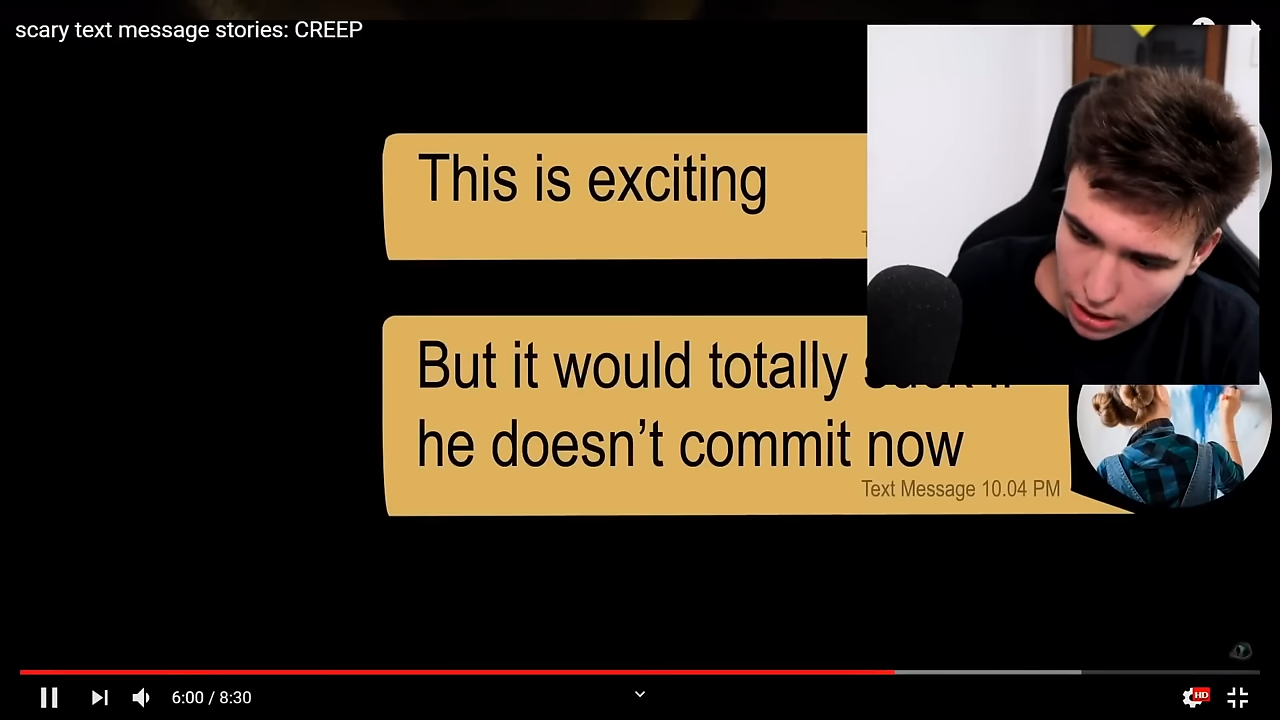 scary text message stories: CREEP
This is exciting
But it would totally
he doesn’t commit now
Text Message 10.04 PM
6:00 / 8:30
HD